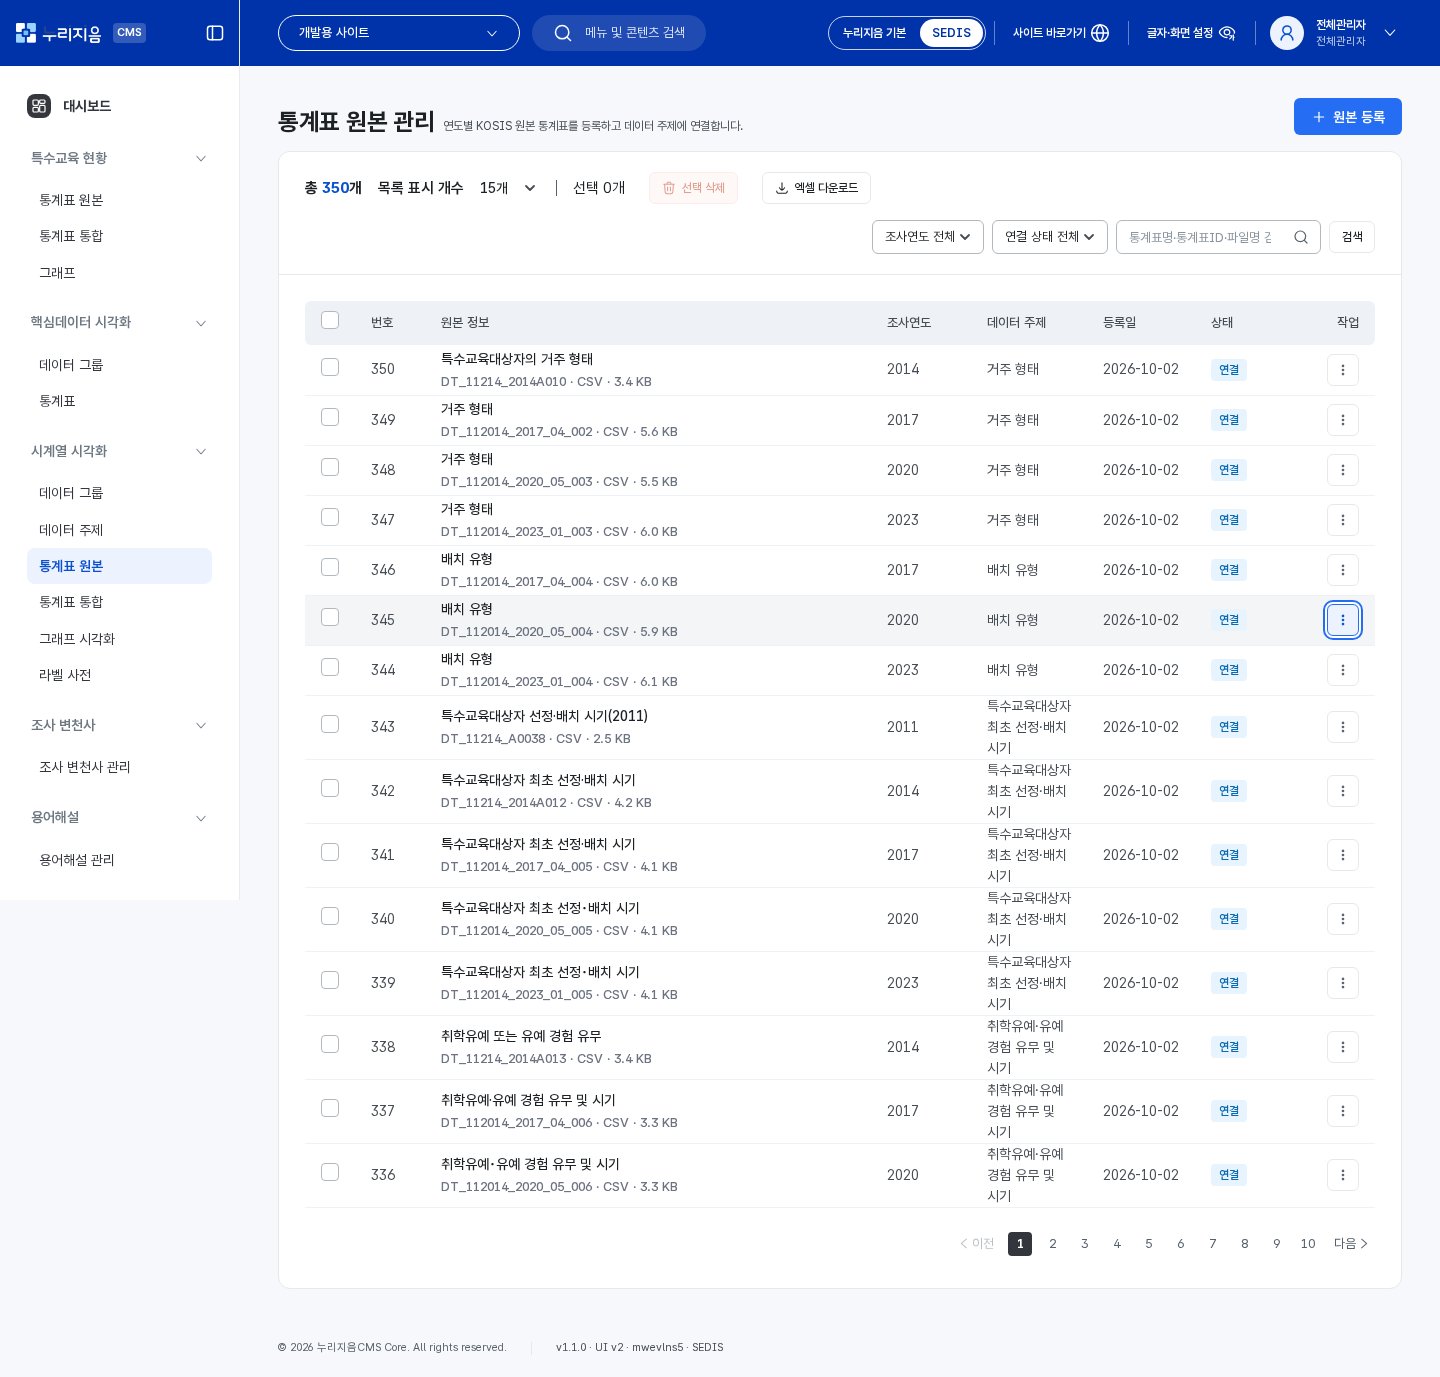 누리지음 CMS
개발용 사이트
메뉴 및 콘텐츠 검색
누리지음 기본
SEDIS
사이트 바로가기
글자·화면 설정
전체관리자
전체관리자
대시보드
특수교육 현황
통계표 원본
통계표 통합
그래프
핵심데이터 시각화
데이터 그룹
통계표
시계열 시각화
데이터 그룹
데이터 주제
통계표 원본
통계표 통합
그래프 시각화
라벨 사전
조사 변천사
조사 변천사 관리
용어해설
용어해설 관리
통계표 원본 관리
연도별 KOSIS 원본 통계표를 등록하고 데이터 주제에 연결합니다.
원본 등록
총 350개 목록 표시 개수 15개 선택 0개 선택 삭제 엑셀 다운로드
조사연도 전체 연결 상태 전체 통계표명·통계표ID·파일명 검색
번호 원본 정보 조사연도 데이터 주제 등록일 상태 작업
350 특수교육대상자의 거주 형태 2014 거주 형태 2026-10-02 연결
DT_11214_2014A010 · CSV · 3.4 KB
349 거주 형태 2017 거주 형태 2026-10-02 연결
DT_112014_2017_04_002 · CSV · 5.6 KB
348 거주 형태 2020 거주 형태 2026-10-02 연결
DT_112014_2020_05_003 · CSV · 5.5 KB
347 거주 형태 2023 거주 형태 2026-10-02 연결
DT_112014_2023_01_003 · CSV · 6.0 KB
346 배치 유형 2017 배치 유형 2026-10-02 연결
DT_112014_2017_04_004 · CSV · 6.0 KB
345 배치 유형 2020 배치 유형 2026-10-02 연결
DT_112014_2020_05_004 · CSV · 5.9 KB
344 배치 유형 2023 배치 유형 2026-10-02 연결
DT_112014_2023_01_004 · CSV · 6.1 KB
343 특수교육대상자 선정·배치 시기(2011) 2011 특수교육대상자 최초 선정·배치 시기 2026-10-02 연결
DT_11214_A0038 · CSV · 2.5 KB
342 특수교육대상자 최초 선정·배치 시기 2014 특수교육대상자 최초 선정·배치 시기 2026-10-02 연결
DT_11214_2014A012 · CSV · 4.2 KB
341 특수교육대상자 최초 선정·배치 시기 2017 특수교육대상자 최초 선정·배치 시기 2026-10-02 연결
DT_112014_2017_04_005 · CSV · 4.1 KB
340 특수교육대상자 최초 선정･배치 시기 2020 특수교육대상자 최초 선정·배치 시기 2026-10-02 연결
DT_112014_2020_05_005 · CSV · 4.1 KB
339 특수교육대상자 최초 선정･배치 시기 2023 특수교육대상자 최초 선정·배치 시기 2026-10-02 연결
DT_112014_2023_01_005 · CSV · 4.1 KB
338 취학유예 또는 유예 경험 유무 2014 취학유예·유예 경험 유무 및 시기 2026-10-02 연결
DT_11214_2014A013 · CSV · 3.4 KB
337 취학유예·유예 경험 유무 및 시기 2017 취학유예·유예 경험 유무 및 시기 2026-10-02 연결
DT_112014_2017_04_006 · CSV · 3.3 KB
336 취학유예･유예 경험 유무 및 시기 2020 취학유예·유예 경험 유무 및 시기 2026-10-02 연결
DT_112014_2020_05_006 · CSV · 3.3 KB
이전 1 2 3 4 5 6 7 8 9 10 다음
© 2026 누리지음CMS Core. All rights reserved.
v1.1.0 · UI v2 · mwevlns5 · SEDIS